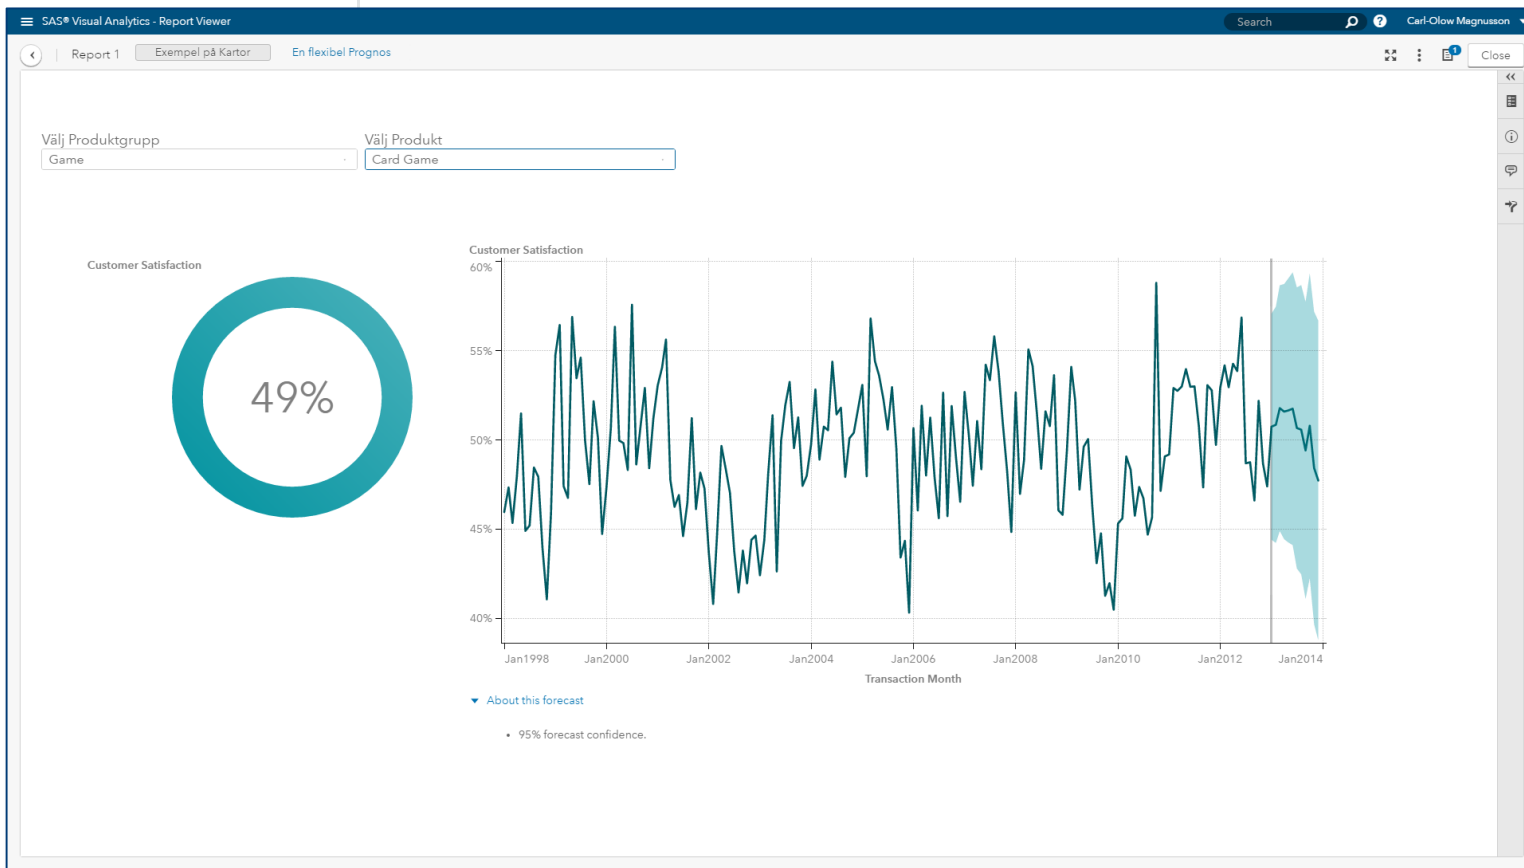 SAS® Visual Analytics - Report Viewer
Search
?
Carl-Olow Magnusson
Report 1
Exempel på Kartor
En flexibel Prognos
1
Close
Välj Produktgrupp
Välj Produkt
Game
Card Game
Customer Satisfaction
49%
Customer Satisfaction
60%
55%
50%
45%
40%
Jan1998
Jan2000
Jan2002
Jan2004
Jan2006
Jan2008
Jan2010
Jan2012
Jan2014
Transaction Month
About this forecast
• 95% forecast confidence.